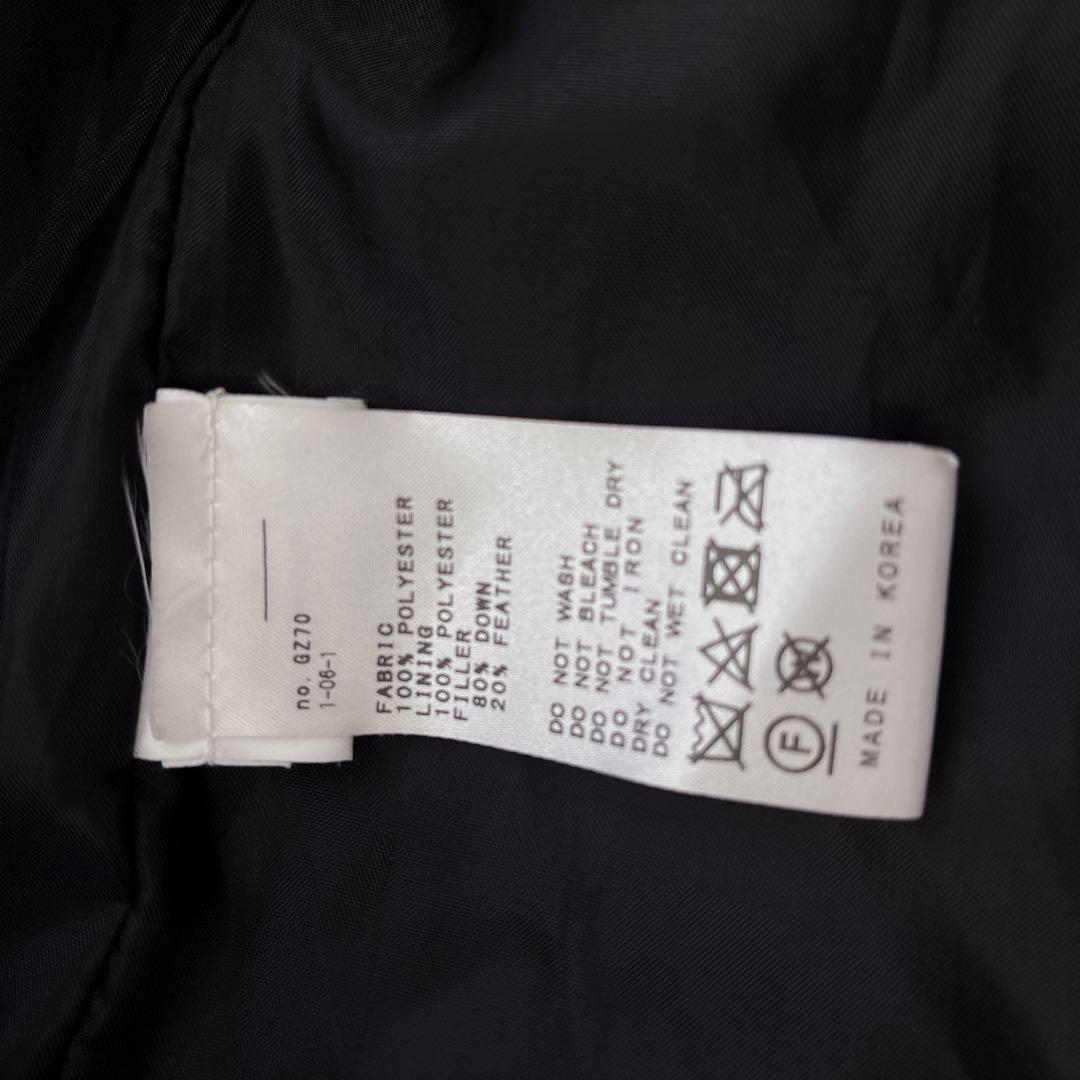 no. GZ70
1-06-1
FABRIC
100% POLYESTER
LINING
100% POLYESTER
FILLER
80% DOWN
20% FEATHER
DO NOT WASH
DO NOT BLEACH
DO NOT TUMBLE DRY
DO NOT IRON
DRY CLEAN
DO NOT WET CLEAN
F W
MADE IN KOREA